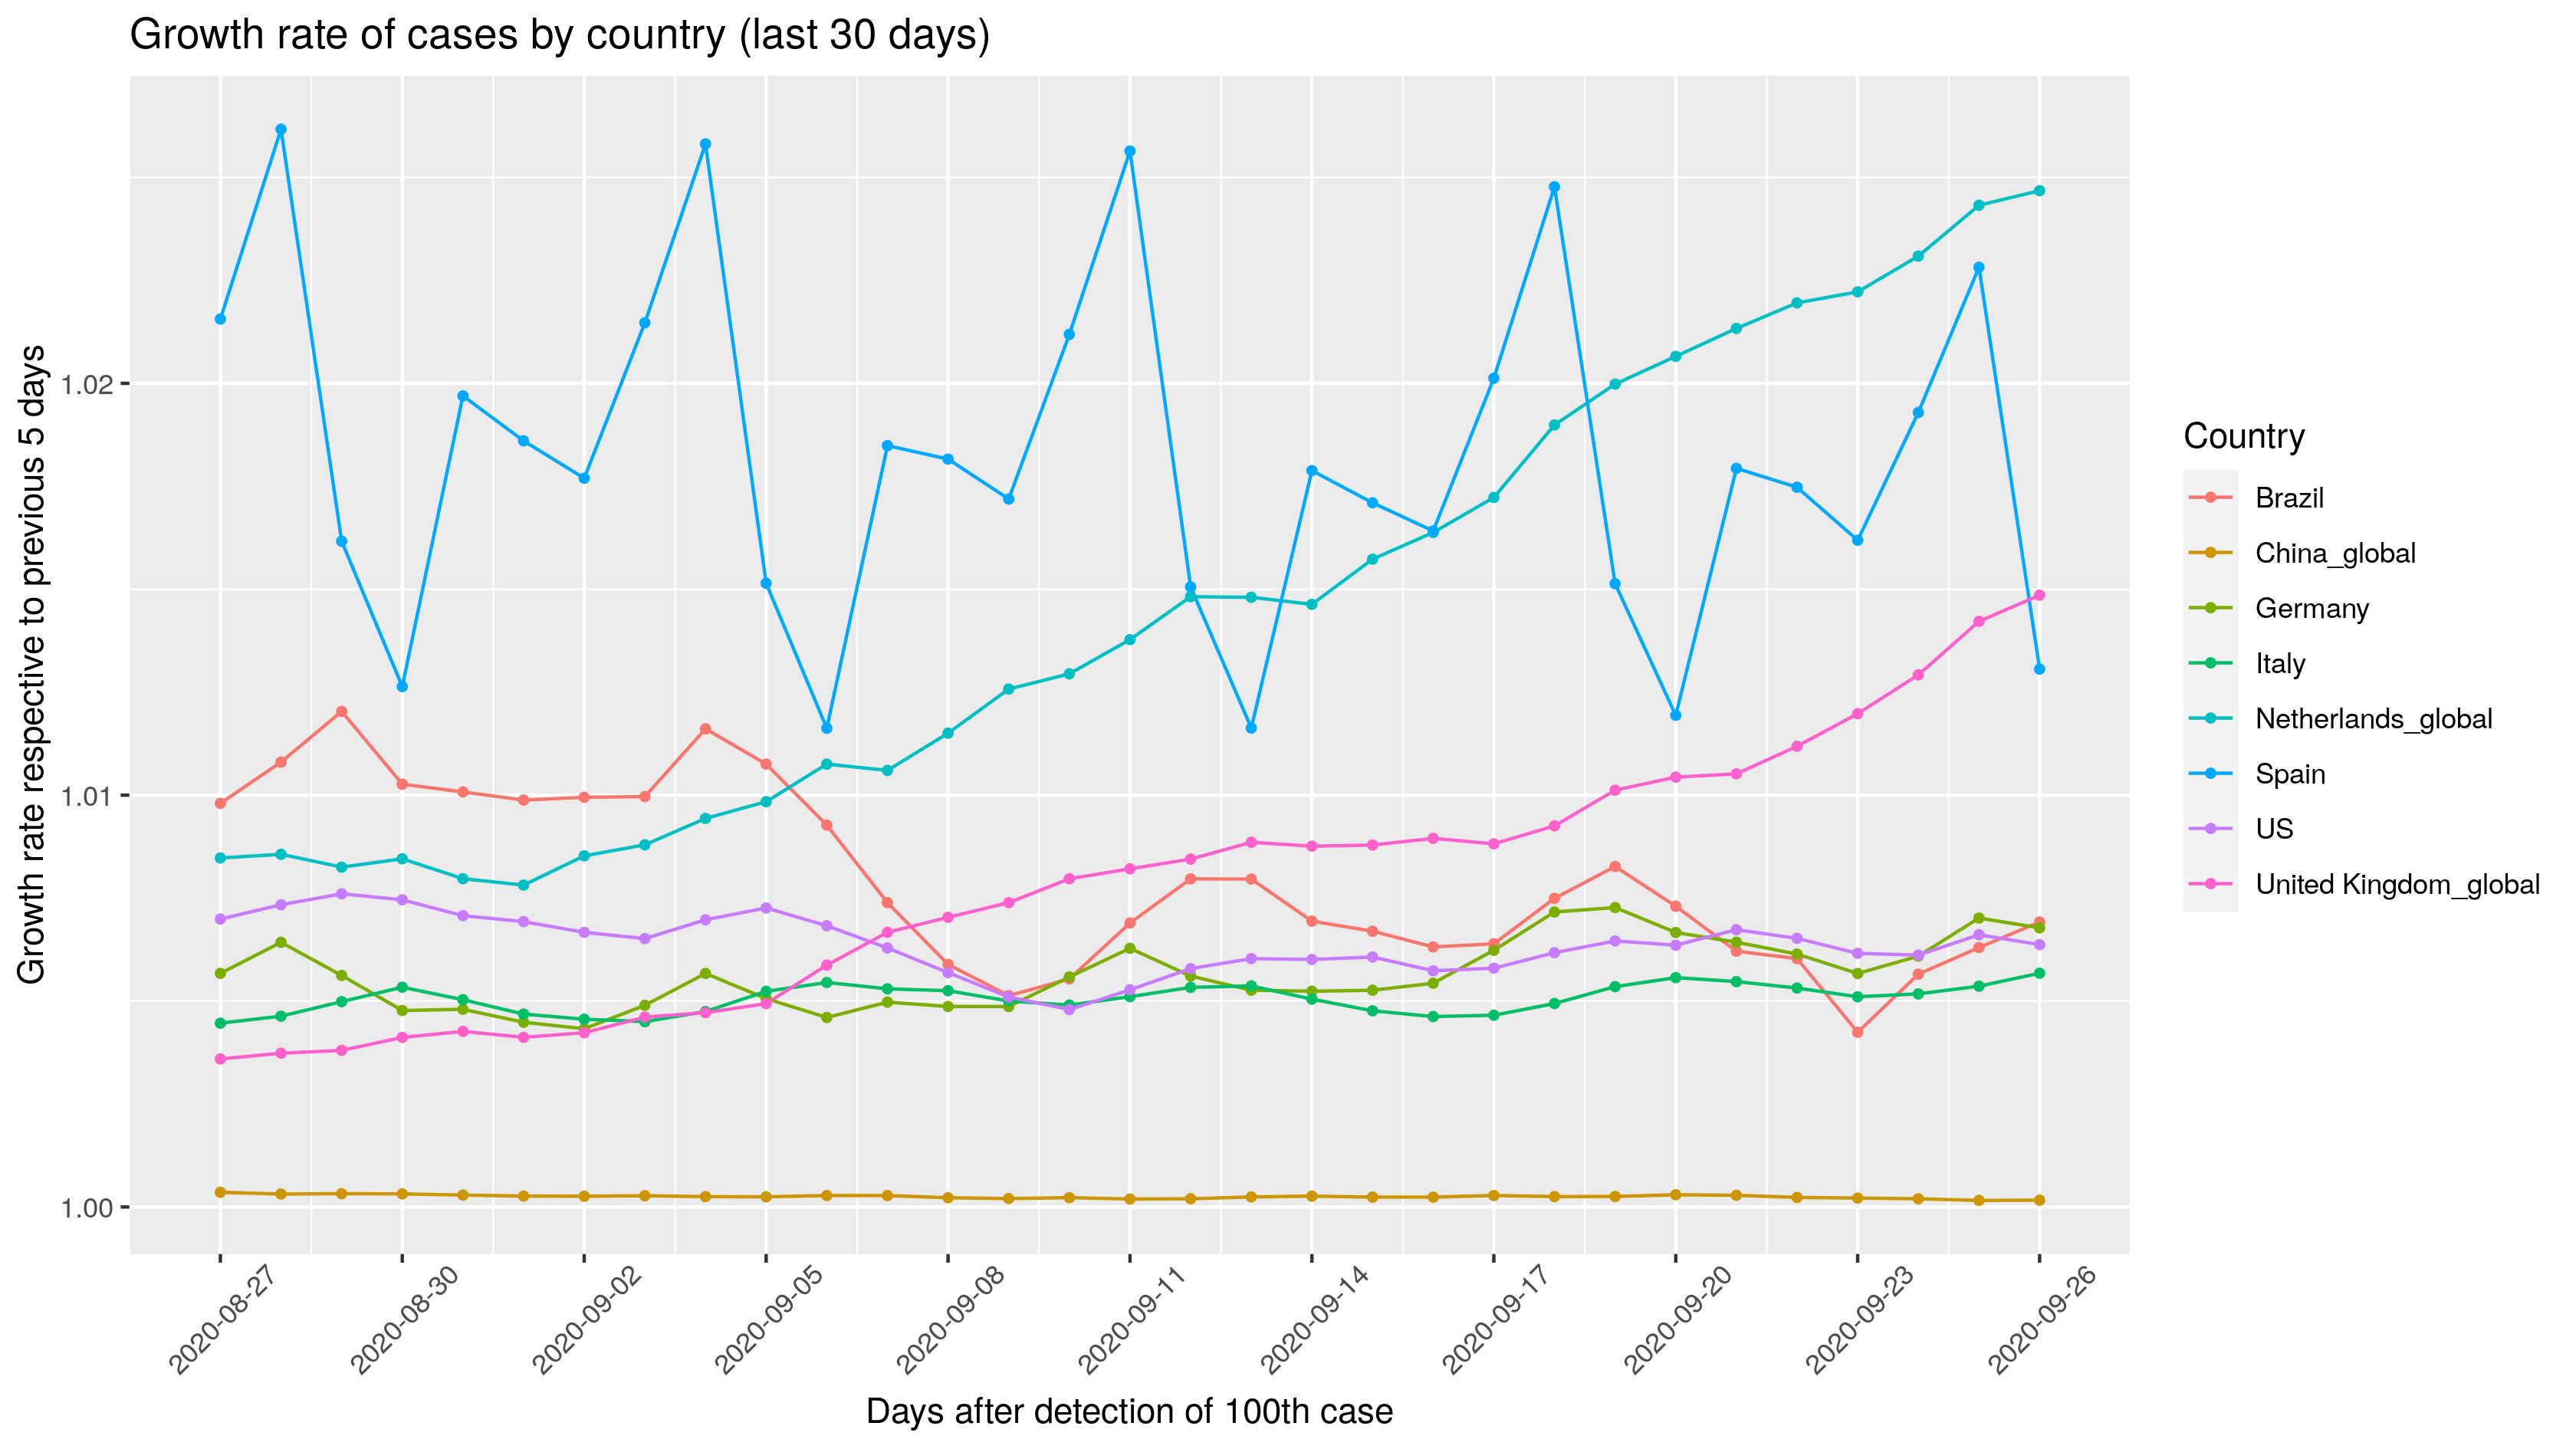 Growth rate of cases by country (last 30 days)
Growth rate respective to previous 5 days
1.02
1.01
1.00
2020-08-27
2020-08-30
2020-09-02
2020-09-05
2020-09-08
2020-09-11
2020-09-14
2020-09-17
2020-09-20
2020-09-23
2020-09-26
Days after detection of 100th case
Country
Brazil
China_global
Germany
Italy
Netherlands_global
Spain
US
United Kingdom_global